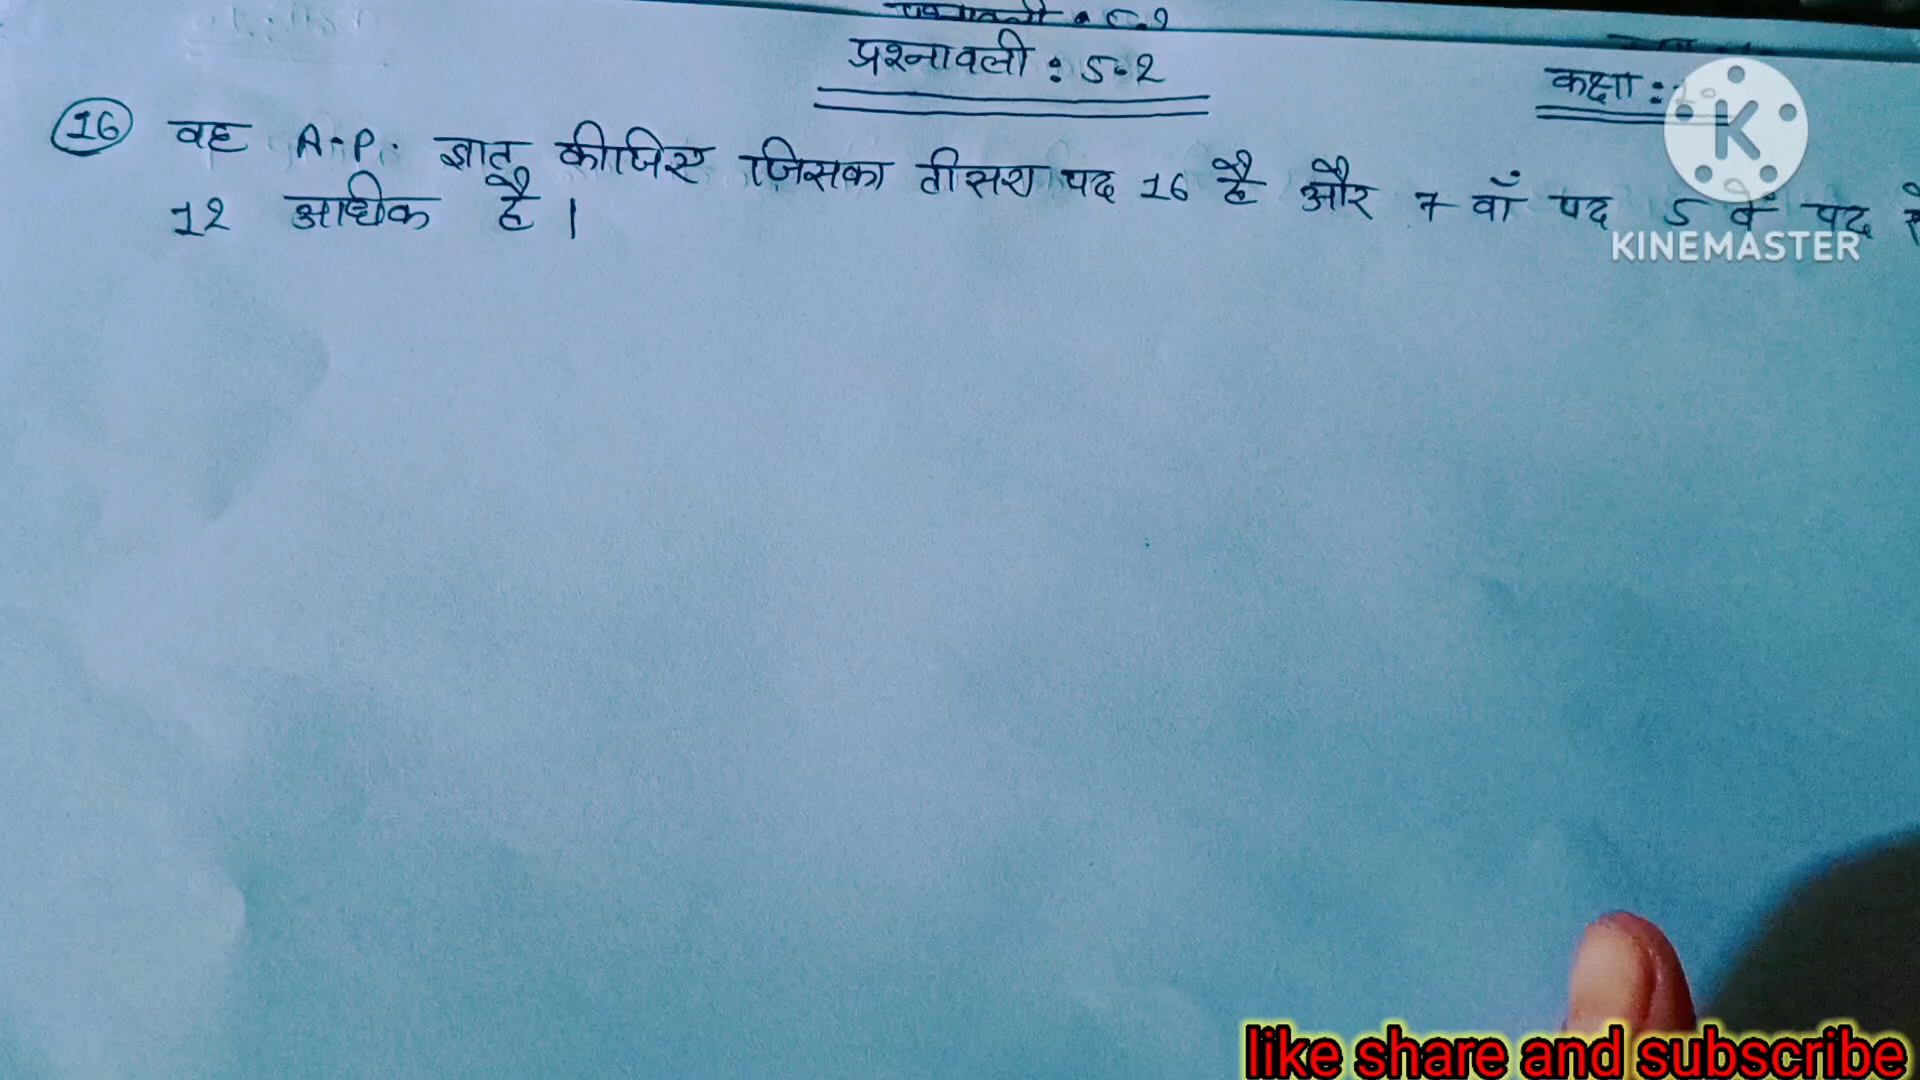 प्रश्नावली : 5.2
कक्षा :
16 वह A.P. ज्ञात कीजिए जिसका तीसरा पद 16 है और 7 वाँ पद 5 वें पद से
12 अधिक है।
KINEMASTER
like share and subscribe